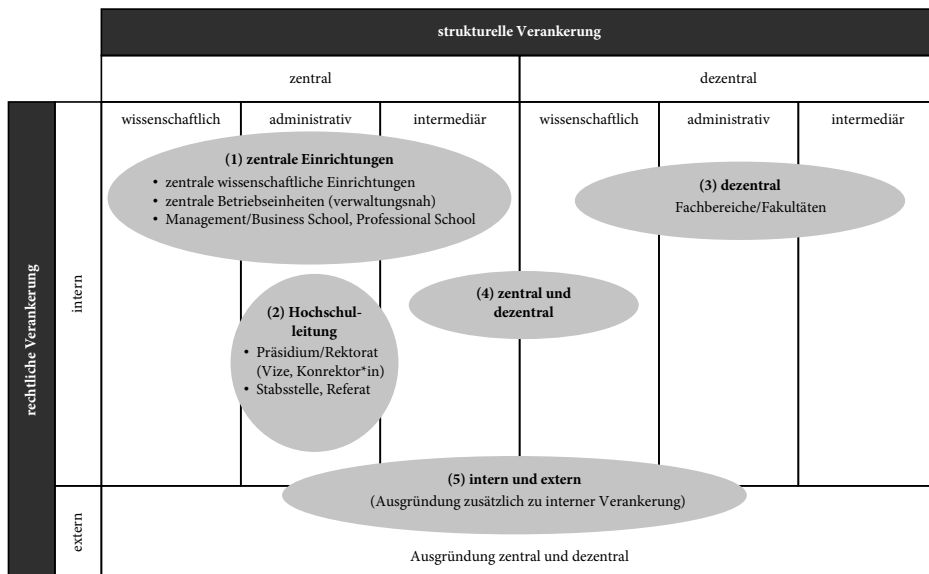 strukturelle Verankerung
zentral
dezentral
wissenschaftlich
administrativ
intermediär
wissenschaftlich
administrativ
intermediär
rechtliche Verankerung
intern
(1) zentrale Einrichtungen
• zentrale wissenschaftliche Einrichtungen
• zentrale Betriebseinheiten (verwaltungsnah)
• Management/Business School, Professional School
(3) dezentral
Fachbereiche/Fakultäten
(2) Hochschul-
leitung
• Präsidium/Rektorat
(Vize, Konrektor*in)
• Stabsstelle, Referat
(4) zentral und
dezentral
(5) intern und extern
(Ausgründung zusätzlich zu interner Verankerung)
extern
Ausgründung zentral und dezentral